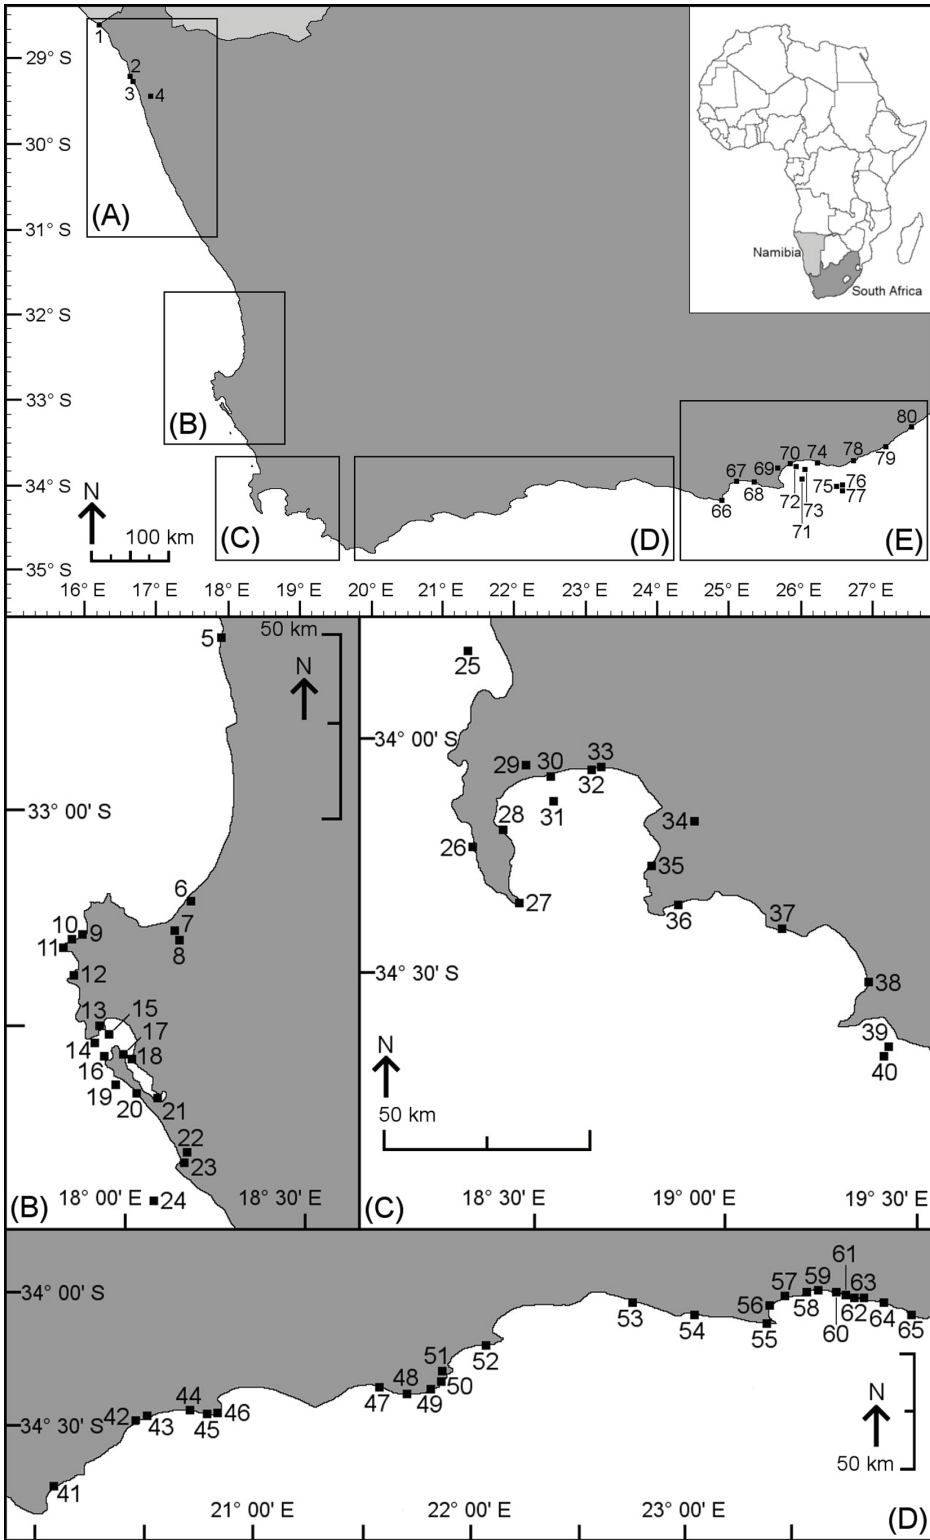 29° S
30° S
31° S
32° S
33° S
34° S
35° S
1
2
3
4
(A)
(B)
(C)
(D)
(E)
N
100 km
Namibia
South Africa
66
67
68
69
70
71
72
73
74
75
76
77
78
79
80
16°E
17°E
18°E
19°E
20°E
21°E
22°E
23°E
24°E
25°E
26°E
27°E
50 km
N
5
33° 00' S
6
7
8
9
10
11
12
13
14
15
16
17
18
19
20
21
22
23
24
(B)
18° 00' E
18° 30' E
25
34° 00' S
29
30
31
32
33
28
26
27
34
35
36
37
34° 30' S
38
39
40
N
50 km
(C)
18° 30' E
19° 00' E
19° 30' E
34° 00' S
34° 30' S
41
42
43
44
45
46
47
48
49
50
51
52
53
54
55
56
57
58
59
60
61
62
63
64
65
N
50 km
21° 00' E
22° 00' E
23° 00' E
(D)